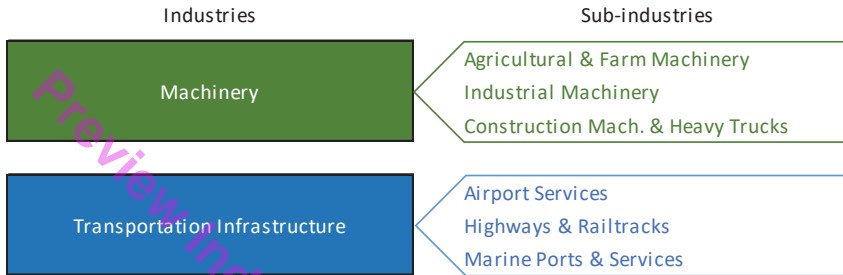 Industries
Sub-industries
Machinery
Agricultural & Farm Machinery
Industrial Machinery
Construction Mach. & Heavy Trucks
Transportation Infrastructure
Airport Services
Highways & Railtracks
Marine Ports & Services
Preview